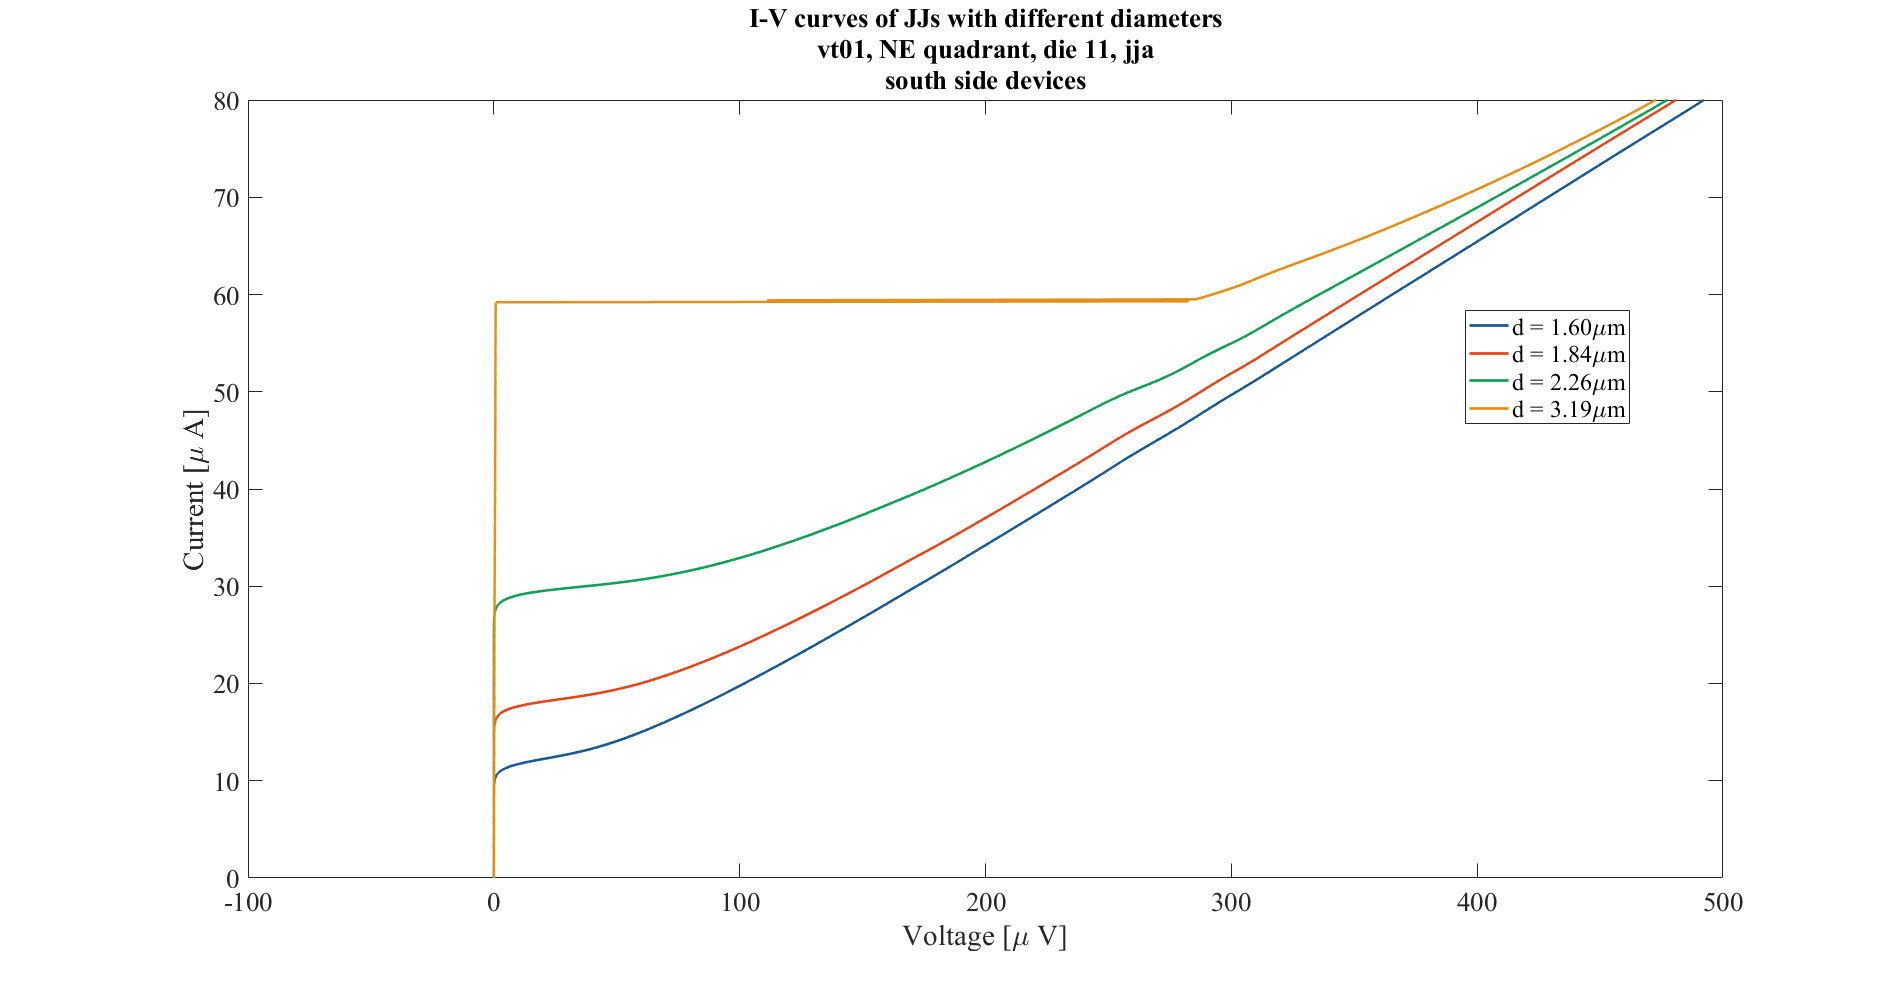 I-V curves of JJs with different diameters
vt01, NE quadrant, die 11, jja
south side devices
80
70
60
50
40
30
20
10
0
Current [μ A]
d = 1.60μm
d = 1.84μm
d = 2.26μm
d = 3.19μm
-100 0 100 200 300 400 500
Voltage [μ V]